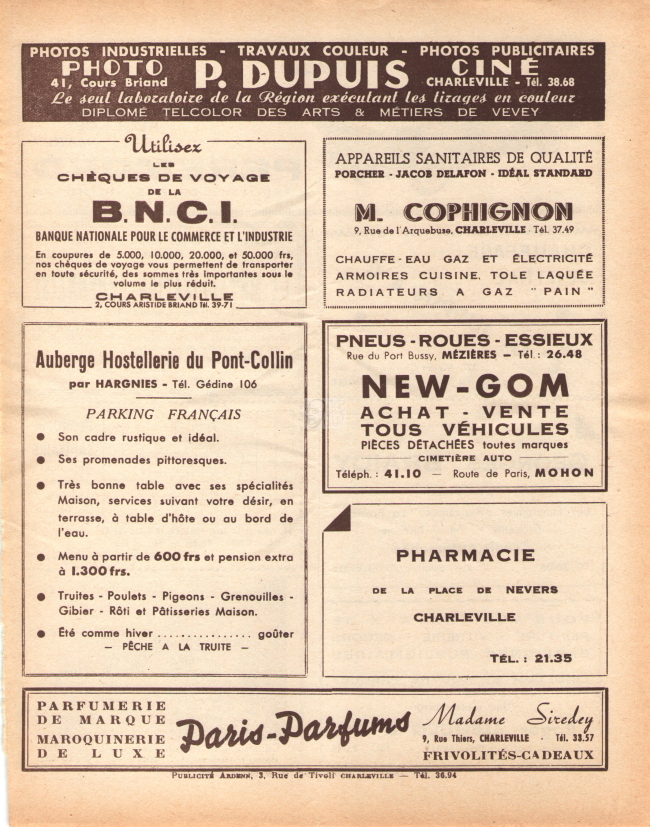 PHOTOS INDUSTRIELLES - TRAVAUX COULEUR - PHOTOS PUBLICITAIRES
PHOTO P. DUPUIS CINÉ
41, Cours Briand CHARLEVILLE - Tél. 38.68
Le seul laboratoire de la Région exécutant les tirages en couleur
DIPLOMÉ TELCOLOR DES ARTS & MÉTIERS DE VEVEY
Utilisez
LES
CHÈQUES DE VOYAGE
DE LA
B.N.C.I.
BANQUE NATIONALE POUR LE COMMERCE ET L'INDUSTRIE
En coupures de 5.000, 10.000, 20.000, et 50.000 frs,
nos chèques de voyage vous permettent de transporter
en toute sécurité, des sommes très importantes sous le
volume le plus réduit.
CHARLEVILLE
2, COURS ARISTIDE BRIAND Tél. 39-71
APPAREILS SANITAIRES DE QUALITÉ
PORCHER - JACOB DELAFON - IDÉAL STANDARD
M. COPHIGNON
9, Rue de l'Arquebuse, CHARLEVILLE - Tél. 37.49
CHAUFFE-EAU GAZ ET ÉLECTRICITÉ
ARMOIRES CUISINE, TOLE LAQUÉE
RADIATEURS A GAZ "PAIN"
Auberge Hostellerie du Pont-Collin
par HARGNIES - Tél. Gédine 106
PARKING FRANÇAIS
● Son cadre rustique et idéal.
● Ses promenades pittoresques.
● Très bonne table avec ses spécialités
Maison, services suivant votre désir, en
terrasse, à table d'hôte ou au bord de
l'eau.
● Menu à partir de 600 frs et pension extra
à 1.300 frs.
● Truites - Poulets - Pigeons - Grenouilles -
Gibier - Rôti et Pâtisseries Maison.
● Été comme hiver ................ goûter
— PÊCHE A LA TRUITE —
PNEUS - ROUES - ESSIEUX
Rue du Port Bussy, MÉZIÈRES — Tél. : 26.48
NEW-GOM
ACHAT - VENTE
TOUS VÉHICULES
PIÈCES DÉTACHÉES toutes marques
CIMETIÈRE AUTO
Téléph. : 41.10 — Route de Paris, MOHON
PHARMACIE
DE LA PLACE DE NEVERS
CHARLEVILLE
TÉL. : 21.35
PARFUMERIE
DE MARQUE
MAROQUINERIE
DE LUXE
Paris-Parfums
Madame Siredey
9, Rue Thiers, CHARLEVILLE - Tél. 33.57
FRIVOLITÉS-CADEAUX
PUBLICITÉ ARDENN, 3, Rue de Tivoli CHARLEVILLE — Tél. 36.94